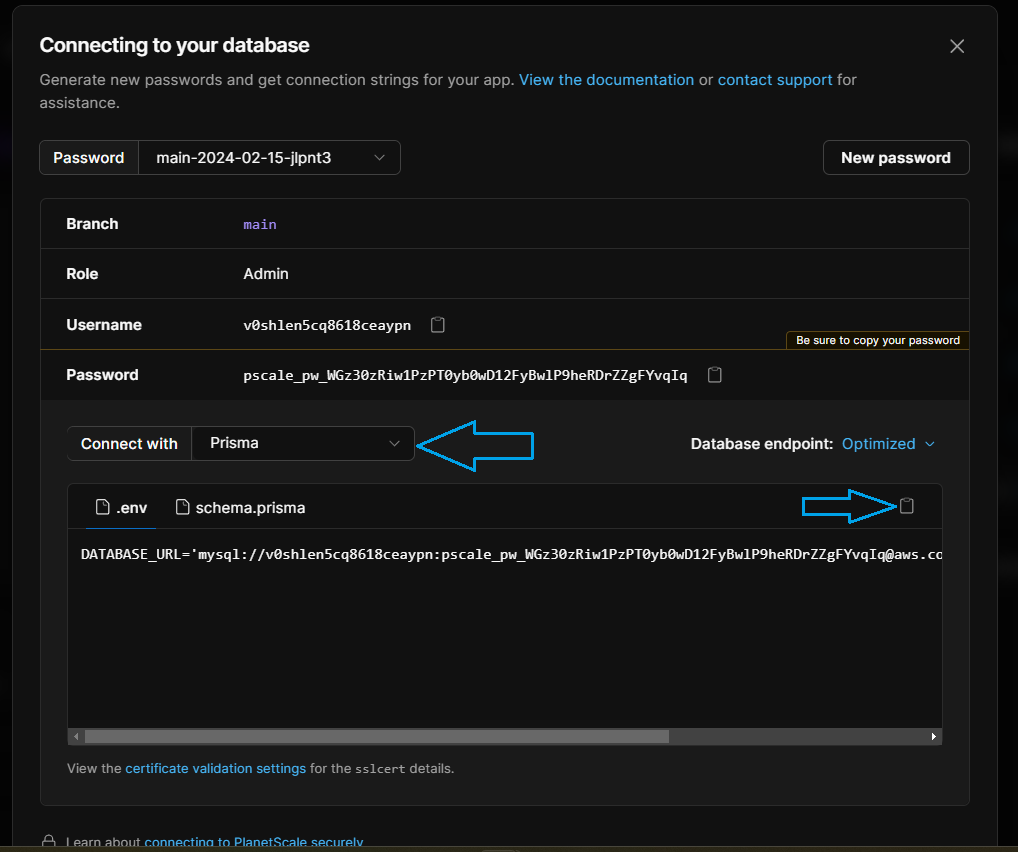 Connecting to your database
Generate new passwords and get connection strings for your app. View the documentation or contact support for
assistance.
Password main-2024-02-15-jlpnt3 New password
Branch main
Role Admin
Username v0shlen5cq8618ceaypn
Be sure to copy your password
Password pscale_pw_WGz30zRiw1PzPT0yb0wD12FyBwlP9heRDrZZgFYvqIq
Connect with Prisma Database endpoint: Optimized
.env schema.prisma
DATABASE_URL='mysql://v0shlen5cq8618ceaypn:pscale_pw_WGz30zRiw1PzPT0yb0wD12FyBwlP9heRDrZZgFYvqIq@aws.co
View the certificate validation settings for the sslcert details.
Learn about connecting to PlanetScale securely